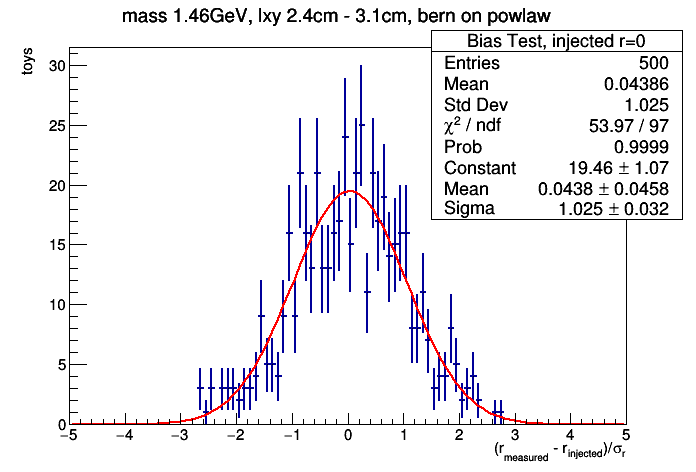 mass 1.46GeV, lxy 2.4cm - 3.1cm, bern on powlaw
Bias Test, injected r=0
Entries 500
Mean 0.04386
Std Dev 1.025
χ² / ndf 53.97 / 97
Prob 0.9999
Constant 19.46 ± 1.07
Mean 0.0438 ± 0.0458
Sigma 1.025 ± 0.032
toys
30
25
20
15
10
5
0
−5 −4 −3 −2 −1 0 1 2 3 4 5
(r_measured - r_injected)/σ_r